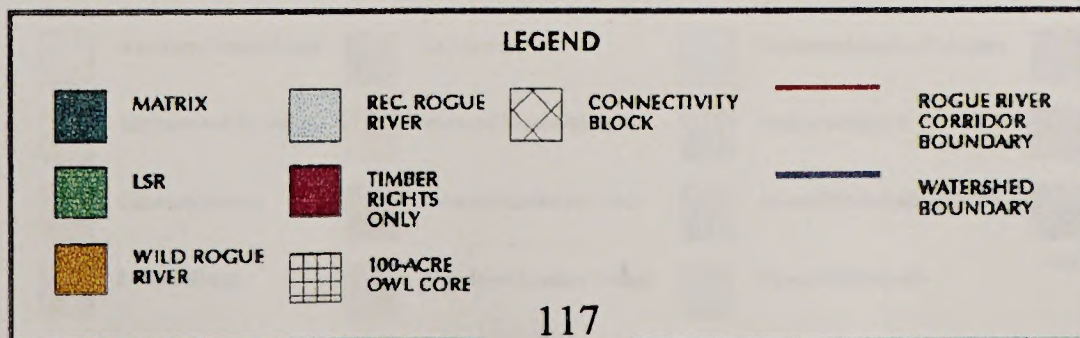 LEGEND
MATRIX
LSR
WILD ROGUE
RIVER
REC. ROGUE
RIVER
TIMBER
RIGHTS
ONLY
100-ACRE
OWL CORE
CONNECTIVITY
BLOCK
ROGUE RIVER
CORRIDOR
BOUNDARY
WATERSHED
BOUNDARY
117